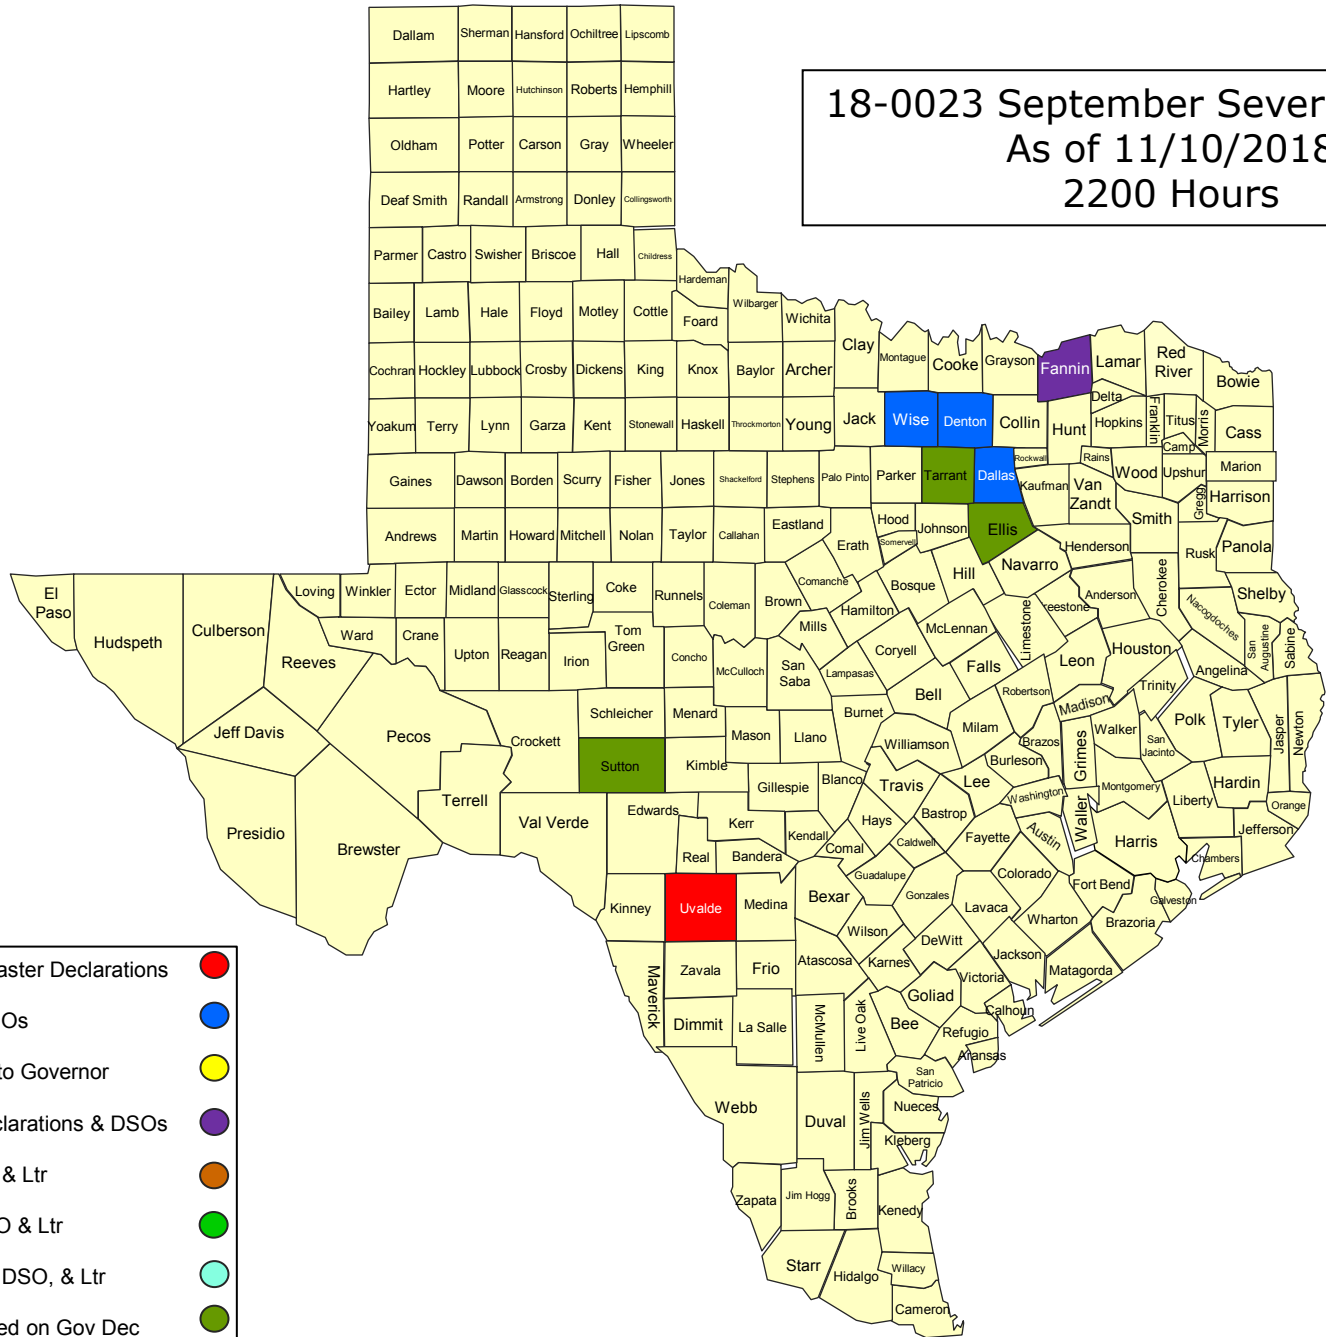 Dallam Sherman Hansford Ochiltree Lipscomb
Hartley Moore Hutchinson Roberts Hemphill
18-0023 September Sever
As of 11/10/2018
2200 Hours
Oldham Potter Carson Gray Wheeler
Deaf Smith Randall Armstrong Donley Collingsworth
Parmer Castro Swisher Briscoe Hall Childress
Hardeman
Bailey Lamb Hale Floyd Motley Cottle Foard Wilbarger Wichita
Clay Montague Cooke Grayson Fannin Lamar Red River Bowie
Cochran Hockley Lubbock Crosby Dickens King Knox Baylor Archer
Delta
Yoakum Terry Lynn Garza Kent Stonewall Haskell Throckmorton Young Jack Wise Denton Collin Hunt Hopkins Franklin Titus Morris Cass
Camp
Gaines Dawson Borden Scurry Fisher Jones Shackelford Stephens Palo Pinto Parker Tarrant Dallas Rockwall Kaufman Rains Van Zandt Wood Upshur Marion
Gregg Harrison
Andrews Martin Howard Mitchell Nolan Taylor Callahan Eastland Erath Hood Somervell Johnson Ellis Henderson Smith Rusk Panola
El Paso Hudspeth Culberson Loving Winkler Ector Midland Glasscock Sterling Coke Runnels Coleman Brown Comanche Hamilton Bosque Hill Navarro Anderson Cherokee Shelby
Reeves Ward Crane Upton Reagan Irion Tom Green Concho McCulloch San Saba Mills Lampasas Coryell McLennan Limestone reestone Leon Houston Nacogdoches San Augustine Sabine
Angelina
Jeff Davis Pecos Crockett Schleicher Menard Mason Llano Burnet Bell Falls Robertson Madison Trinity
Milam Brazos Grimes Walker San Jacinto Polk Tyler Jasper Newton
Sutton Kimble Gillespie Blanco Williamson Travis Lee Burleson Washington Montgomery Liberty Hardin Orange
Presidio Brewster Terrell Val Verde Edwards Kerr Kendall Hays Bastrop Caldwell Fayette Austin Waller Harris Jefferson
Real Bandera Comal Guadalupe Gonzales Colorado Fort Bend Chambers Galveston
Kinney Uvalde Medina Bexar Wilson Lavaca Wharton Brazoria
Maverick Zavala Frio Atascosa Karnes DeWitt Jackson Matagorda
Victoria
Dimmit La Salle McMullen Live Oak Bee Goliad Refugio Calhoun
Aransas
San Patricio
Webb Duval Jim Wells Nueces
Kleberg
Zapata Jim Hogg Brooks Kenedy
Starr Hidalgo Willacy
Cameron
aster Declarations
Os
to Governor
clarations & DSOs
& Ltr
O & Ltr
DSO, & Ltr
ed on Gov Dec